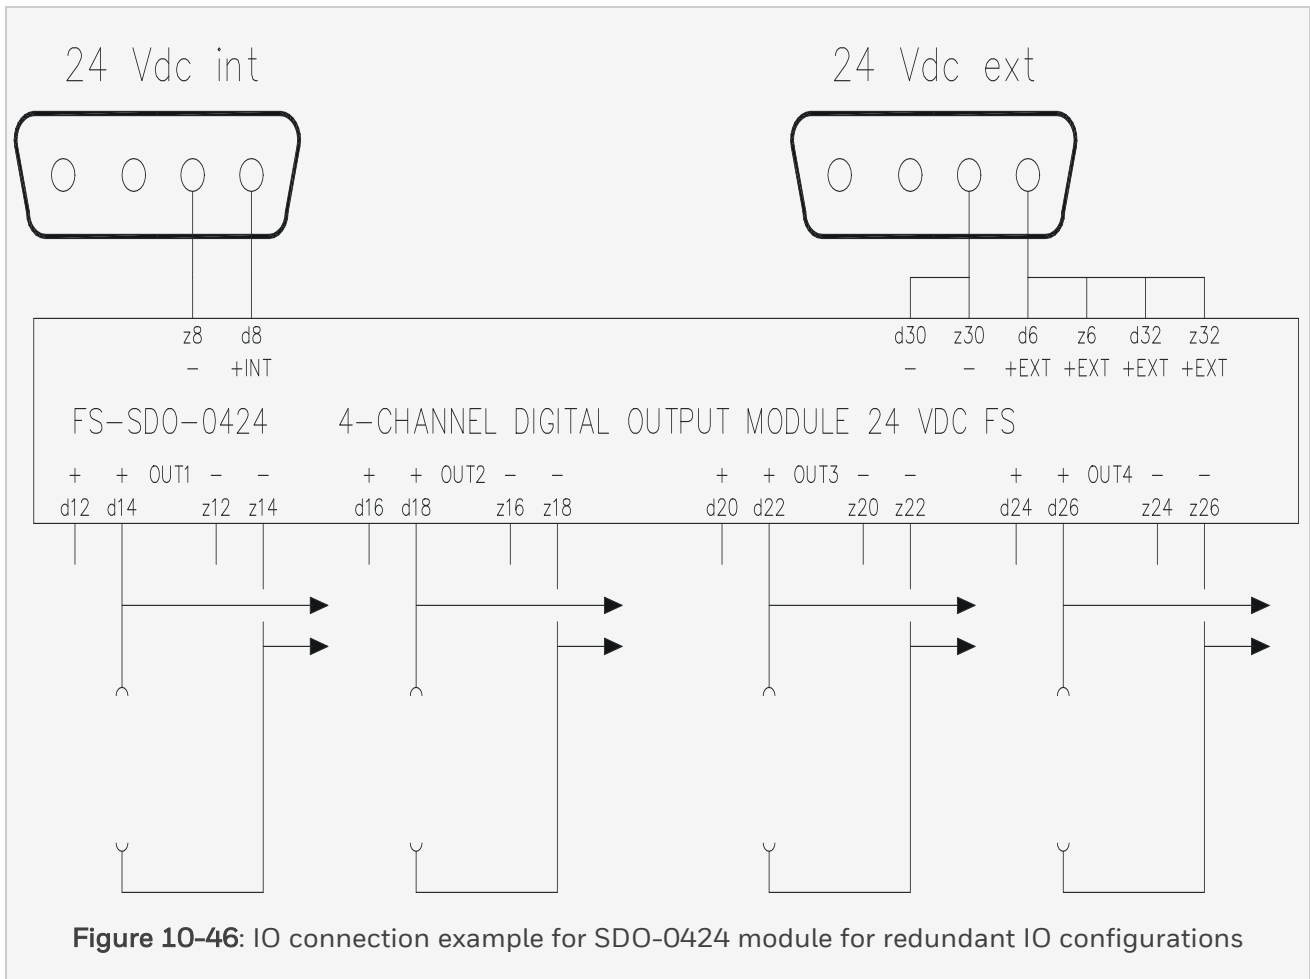 24 Vdc int 24 Vdc ext
z8 d8 d30 z30 d6 z6 d32 z32
- +INT - - +EXT +EXT +EXT +EXT
FS-SDO-0424 4-CHANNEL DIGITAL OUTPUT MODULE 24 VDC FS
+ + OUT1 - - + + OUT2 - - + + OUT3 - - + + OUT4 - -
d12 d14 z12 z14 d16 d18 z16 z18 d20 d22 z20 z22 d24 d26 z24 z26
Figure 10-46: IO connection example for SDO-0424 module for redundant IO configurations